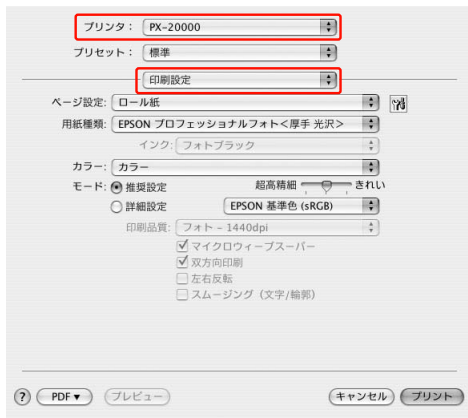 プリンタ： PX-20000
プリセット： 標準
印刷設定
ページ設定： ロール紙
用紙種類： EPSON プロフェッショナルフォト＜厚手 光沢＞
インク： フォトブラック
カラー： カラー
モード： 推奨設定 超高精細 きれい
詳細設定 EPSON 基準色 (sRGB)
印刷品質： フォト - 1440dpi
マイクロウィーブスーパー
双方向印刷
左右反転
スムージング（文字/輪郭）
? PDF▼ プレビュー キャンセル プリント